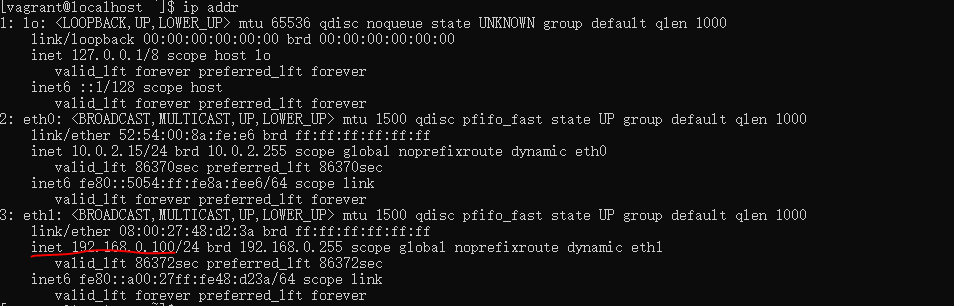 [vagrant@localhost ~]$ ip addr
1: lo: <LOOPBACK,UP,LOWER_UP> mtu 65536 qdisc noqueue state UNKNOWN group default qlen 1000
link/loopback 00:00:00:00:00:00 brd 00:00:00:00:00:00
inet 127.0.0.1/8 scope host lo
valid_lft forever preferred_lft forever
inet6 ::1/128 scope host
valid_lft forever preferred_lft forever
2: eth0: <BROADCAST,MULTICAST,UP,LOWER_UP> mtu 1500 qdisc pfifo_fast state UP group default qlen 1000
link/ether 52:54:00:8a:fe:e6 brd ff:ff:ff:ff:ff:ff
inet 10.0.2.15/24 brd 10.0.2.255 scope global noprefixroute dynamic eth0
valid_lft 86370sec preferred_lft 86370sec
inet6 fe80::5054:ff:fe8a:fee6/64 scope link
valid_lft forever preferred_lft forever
3: eth1: <BROADCAST,MULTICAST,UP,LOWER_UP> mtu 1500 qdisc pfifo_fast state UP group default qlen 1000
link/ether 08:00:27:48:d2:3a brd ff:ff:ff:ff:ff:ff
inet 192.168.0.100/24 brd 192.168.0.255 scope global noprefixroute dynamic eth1
valid_lft 86372sec preferred_lft 86372sec
inet6 fe80::a00:27ff:fe48:d23a/64 scope link
valid_lft forever preferred_lft forever